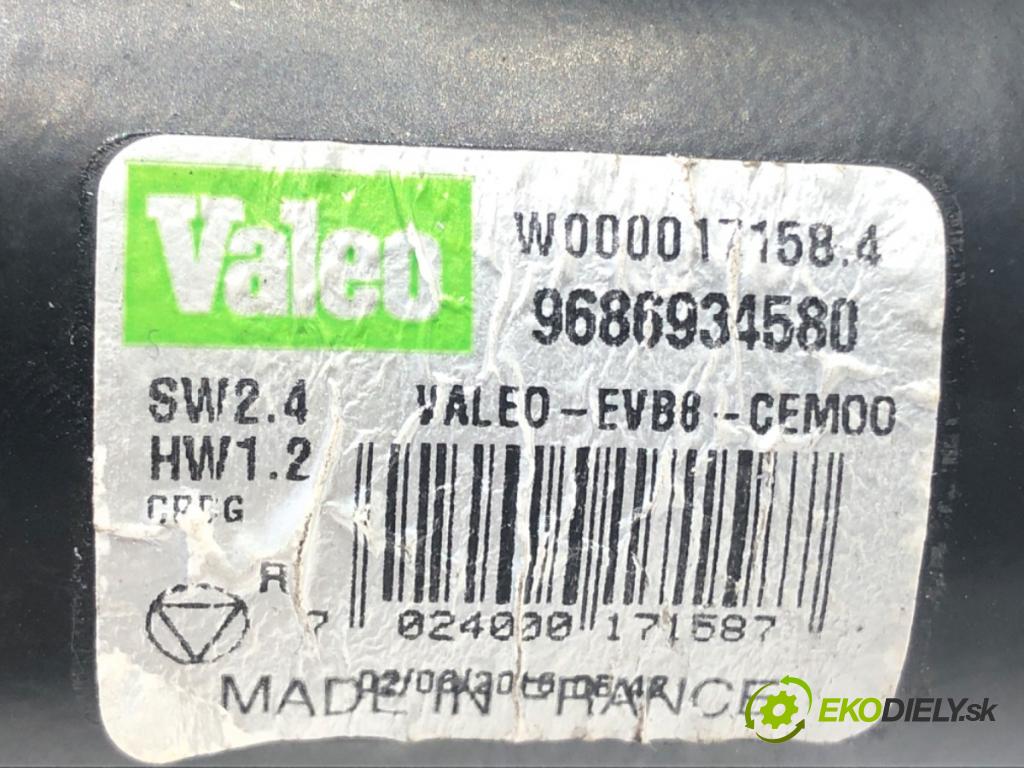 Valeo
W000017158.4
9686934580
SW2.4
VALEO-EVB8-CEM00
HW1.2
R
7 024000 171587
MADE IN FRANCE
EKODIELY.sk